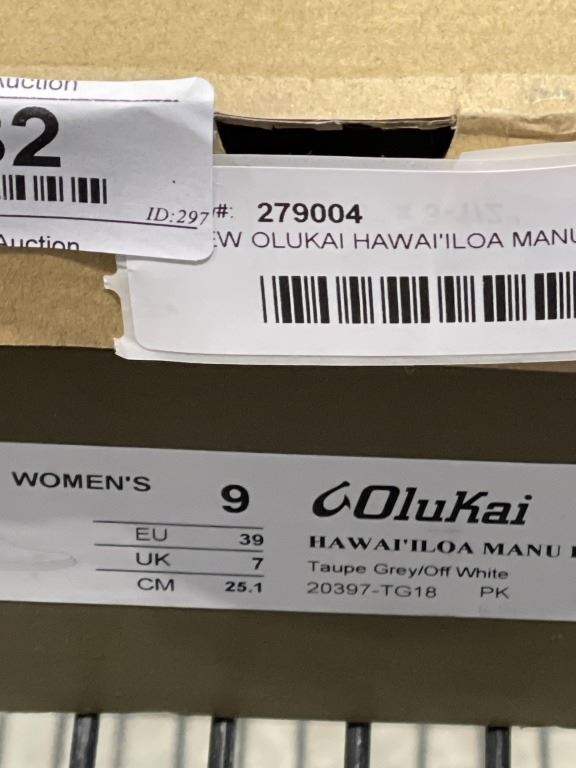 Auction
32
ID:297
Auction
#: 279004
EW OLUKAI HAWAI'ILOA MANU
WOMEN'S 9
EU 39
UK 7
CM 25.1
OluKai
HAWAI'ILOA MANU
Taupe Grey/Off White
20397-TG18 PK